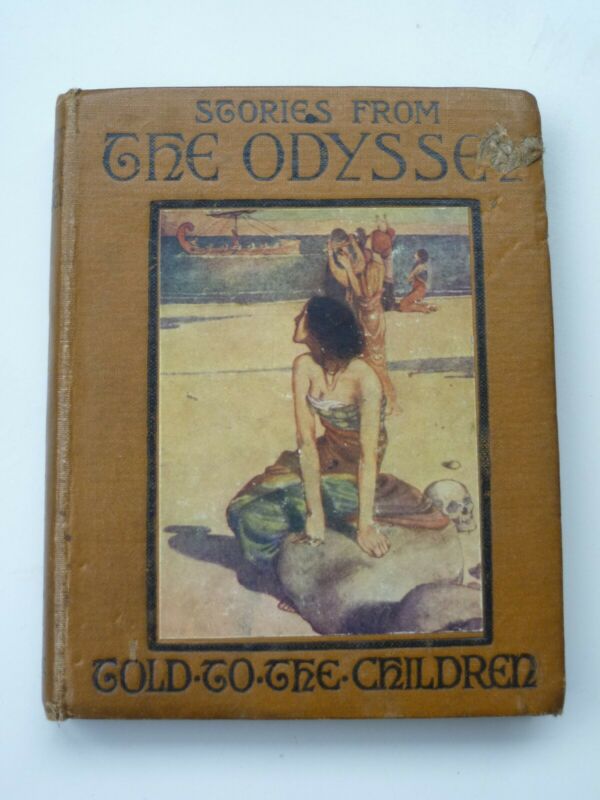 STORIES FROM
THE ODYSSEY
TOLD·TO·THE·CHILDREN